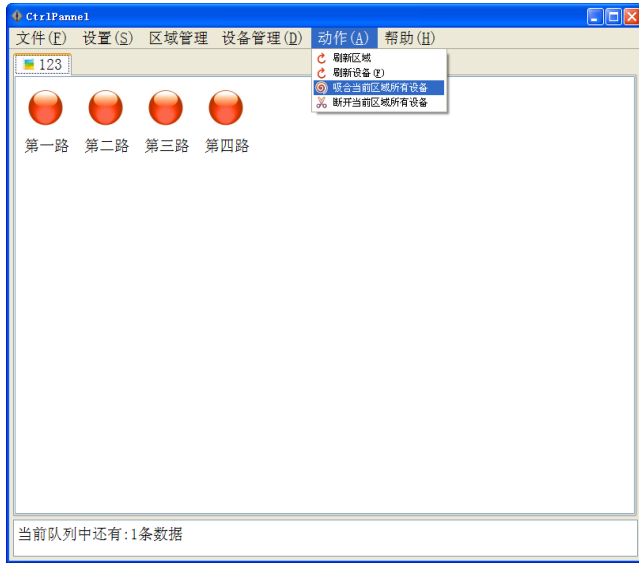 CtrlPannel
文件(F) 设置(S) 区域管理 设备管理(D) 动作(A) 帮助(H)
123
刷新区域
刷新设备(R)
吸合当前区域所有设备
断开当前区域所有设备
第一路 第二路 第三路 第四路
当前队列中还有:1条数据